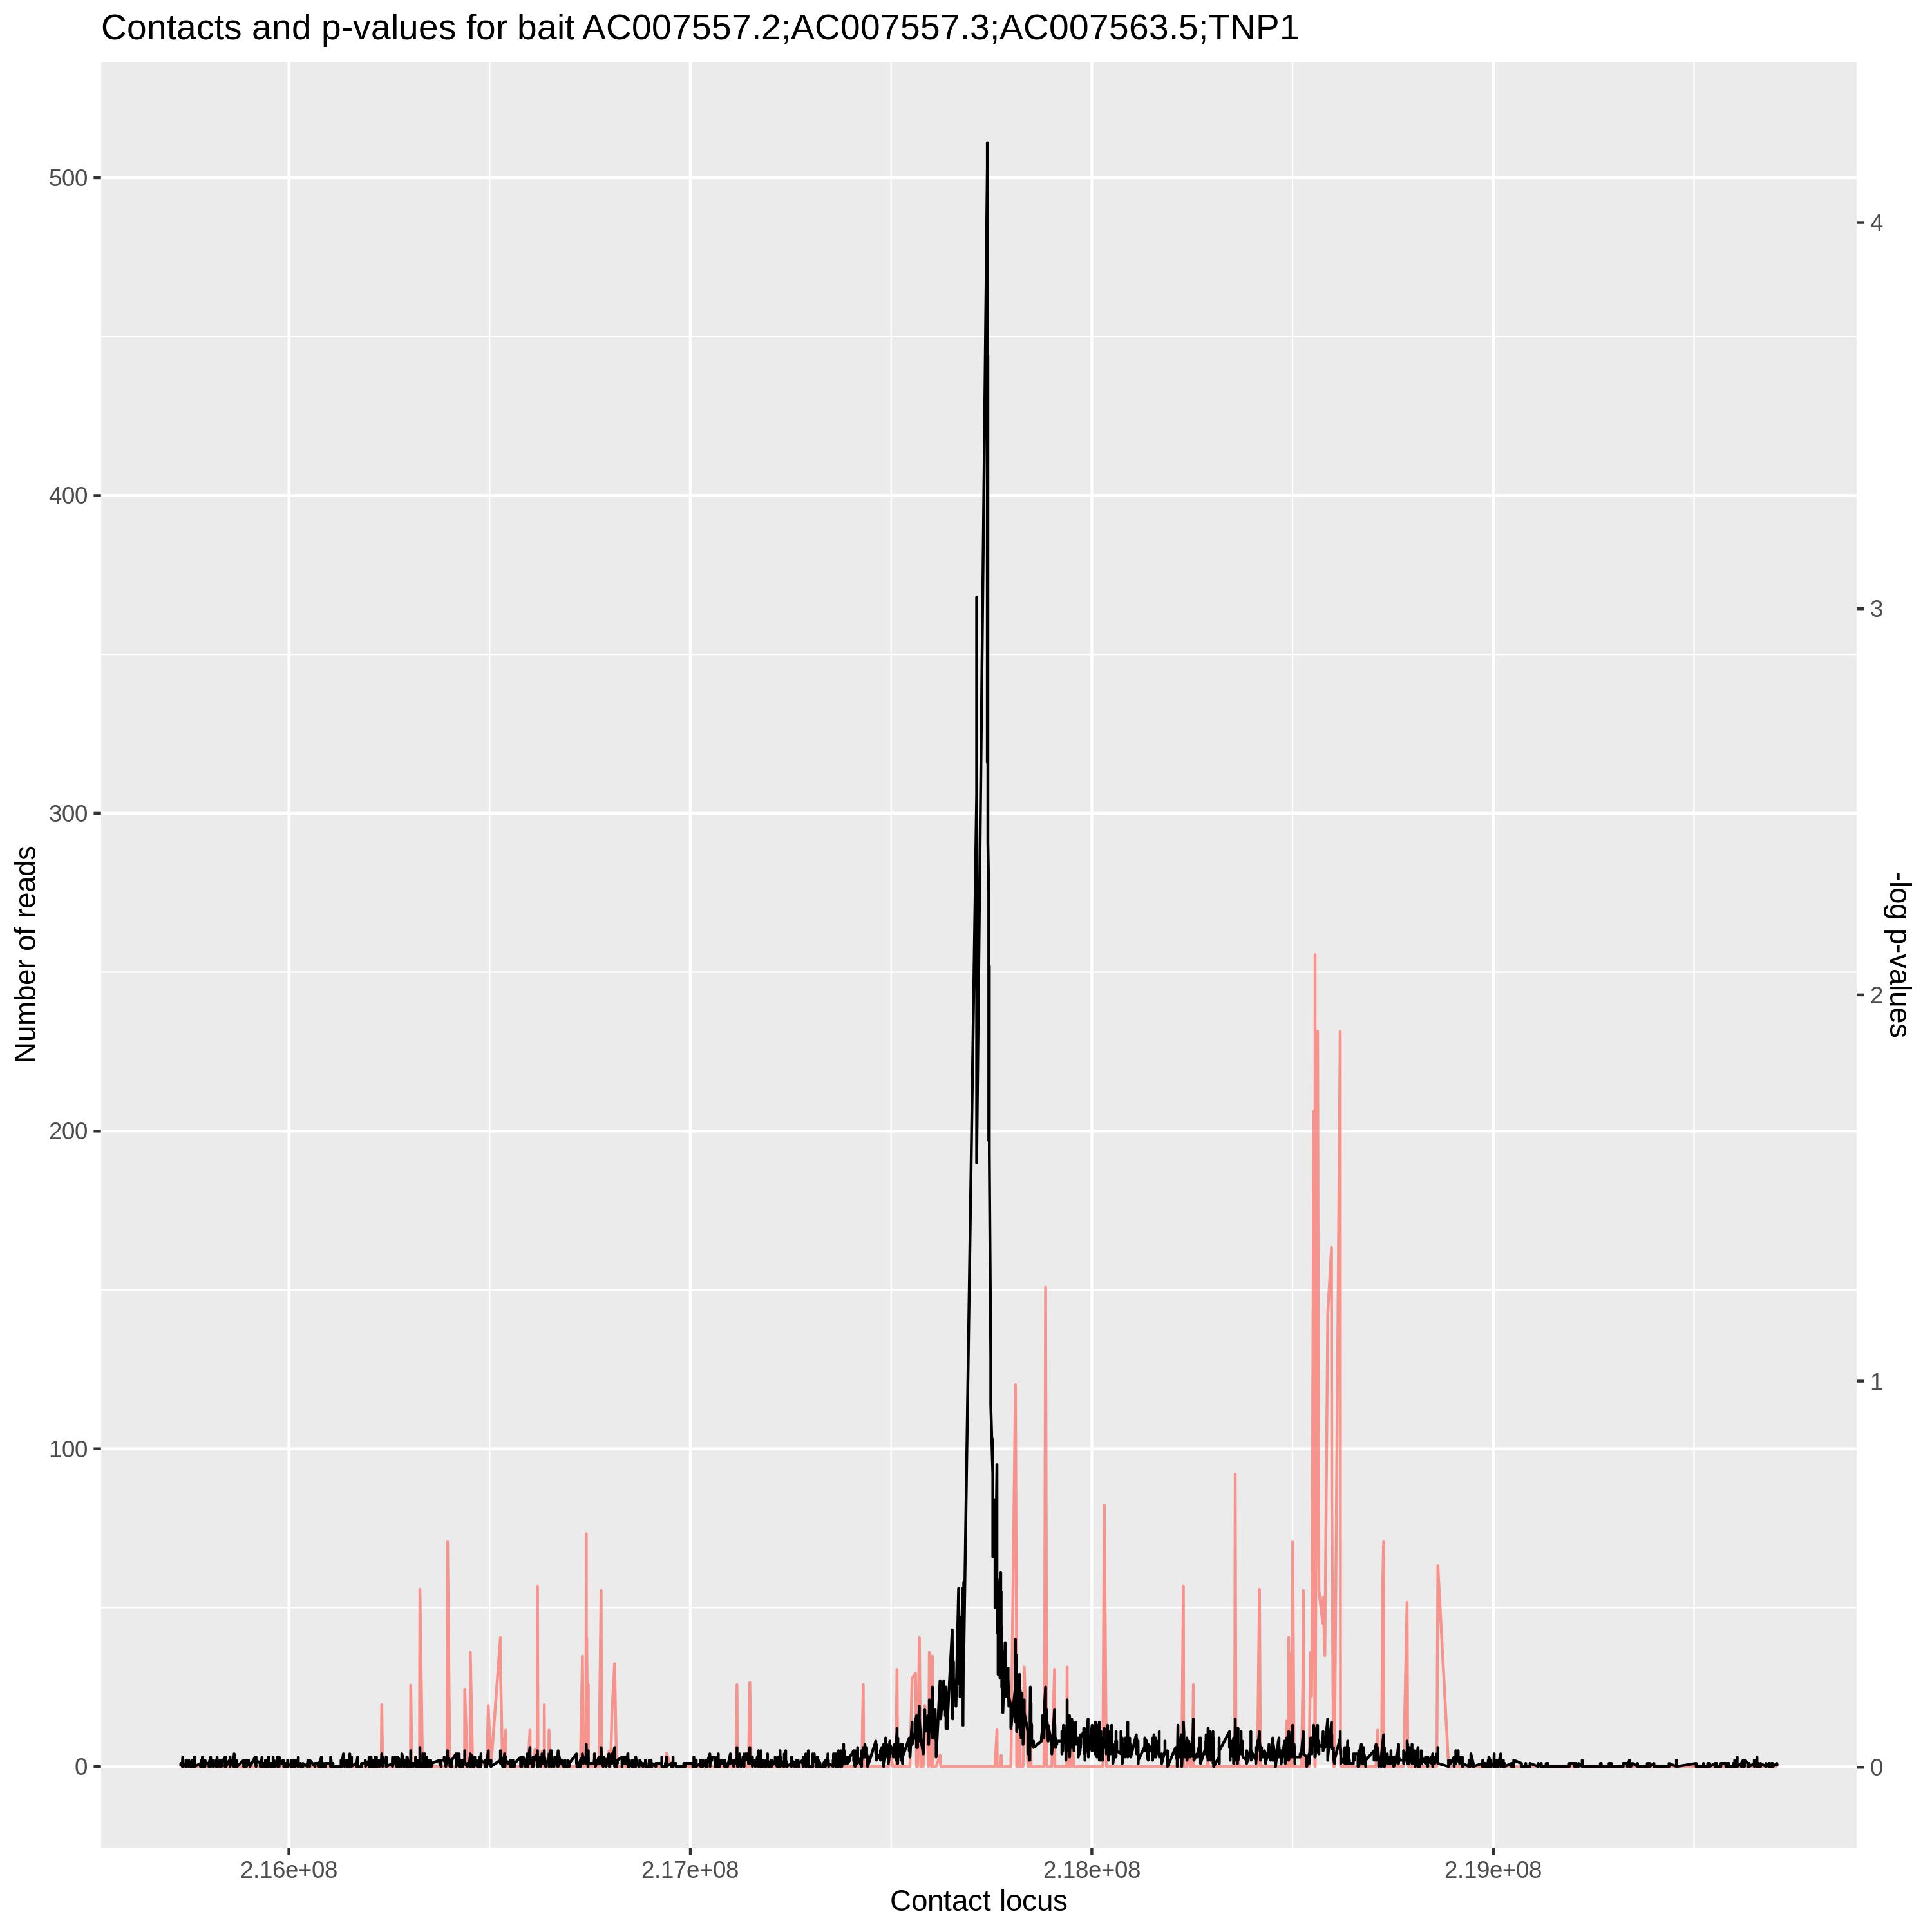 Contacts and p-values for bait AC007557.2;AC007557.3;AC007563.5;TNP1
500
400
300
200
100
0
Number of reads
4
3
2
1
0
-log p-values
2.16e+08
2.17e+08
2.18e+08
2.19e+08
Contact locus